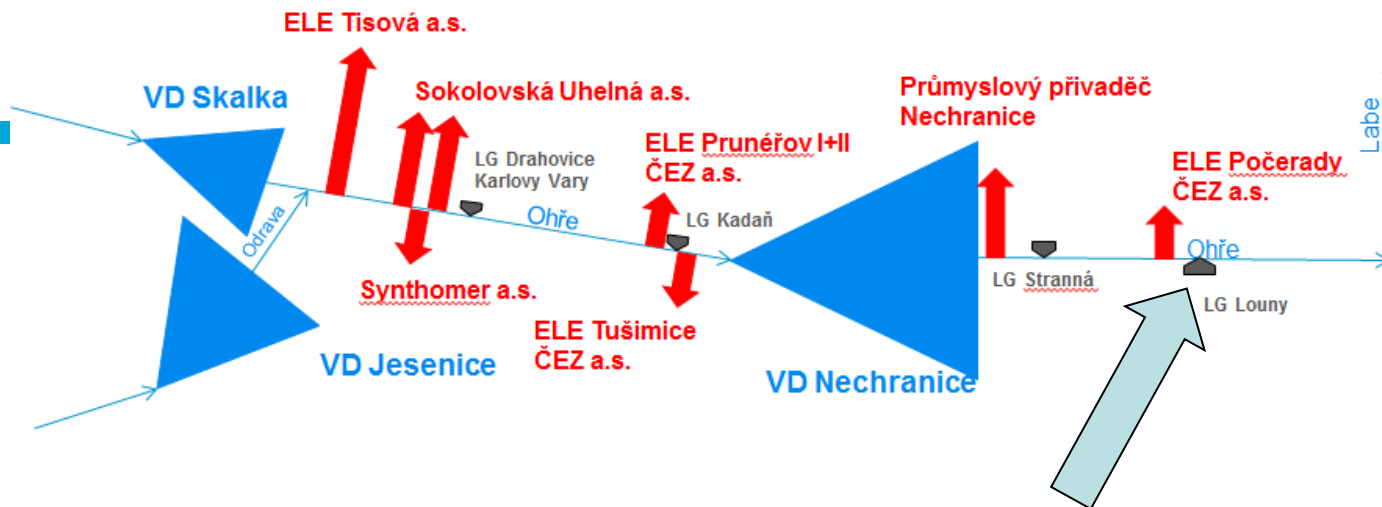 ELE Tisová a.s.
VD Skalka
Sokolovská Uhelná a.s.
Průmyslový přivaděč
Nechranice
LG Drahovice
Karlovy Vary
ELE Prunéřov I+II
ČEZ a.s.
ELE Počerady
ČEZ a.s.
Labe
Odrava
Ohře
LG Kadaň
Ohře
Synthomer a.s.
LG Stranná
LG Louny
ELE Tušimice
ČEZ a.s.
VD Jesenice
VD Nechranice